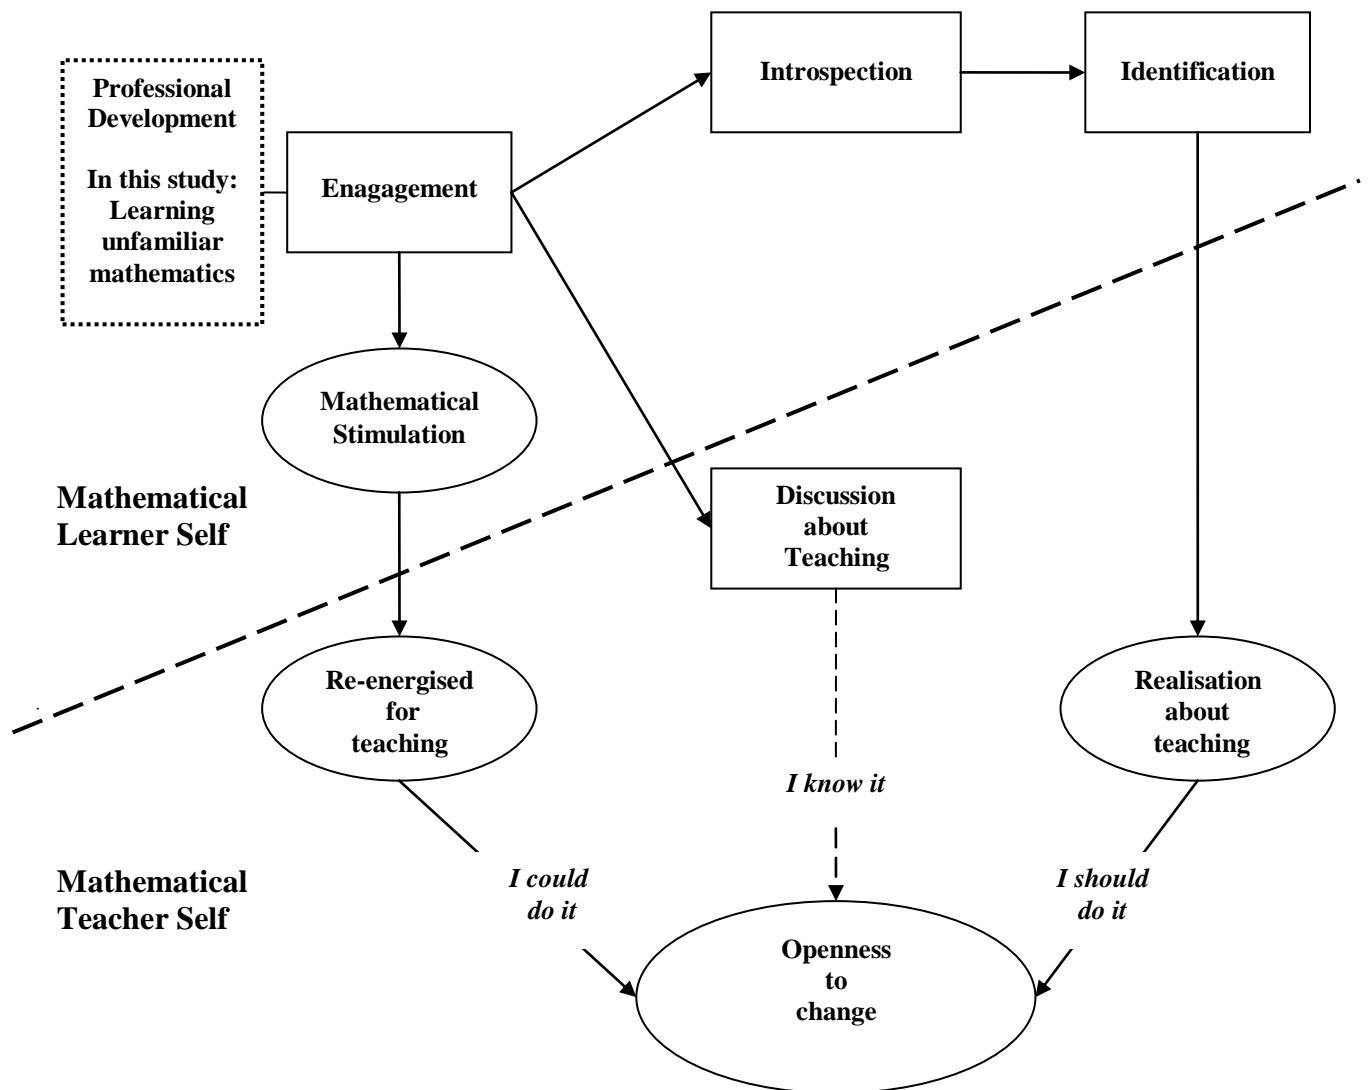 Professional
Development
In this study:
Learning
unfamiliar
mathematics
Enagagement
Introspection
Identification
Mathematical
Stimulation
Mathematical
Learner Self
Discussion
about
Teaching
Re-energised
for
teaching
Realisation
about
teaching
I know it
I could
do it
I should
do it
Mathematical
Teacher Self
Openness
to
change